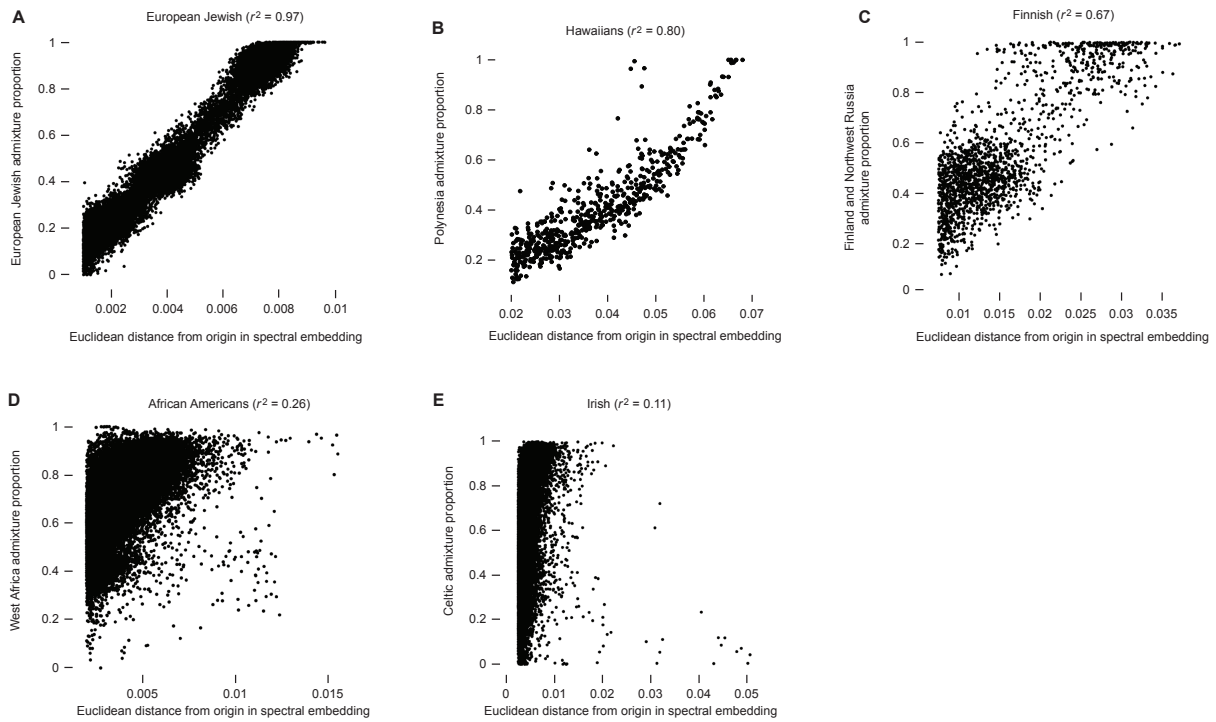 A
European Jewish (r² = 0.97)
European Jewish admixture proportion
1
0.8
0.6
0.4
0.2
0
0.002
0.004
0.006
0.008
0.01
Euclidean distance from origin in spectral embedding
B
Hawaiians (r² = 0.80)
Polynesia admixture proportion
1
0.8
0.6
0.4
0.2
0.02
0.03
0.04
0.05
0.06
0.07
Euclidean distance from origin in spectral embedding
C
Finnish (r² = 0.67)
Finland and Northwest Russia
admixture proportion
1
0.8
0.6
0.4
0.2
0
0.01
0.015
0.02
0.025
0.03
0.035
Euclidean distance from origin in spectral embedding
D
African Americans (r² = 0.26)
West Africa admixture proportion
1
0.8
0.6
0.4
0.2
0
0.005
0.01
0.015
Euclidean distance from origin in spectral embedding
E
Irish (r² = 0.11)
Celtic admixture proportion
1
0.8
0.6
0.4
0.2
0
0
0.01
0.02
0.03
0.04
0.05
Euclidean distance from origin in spectral embedding